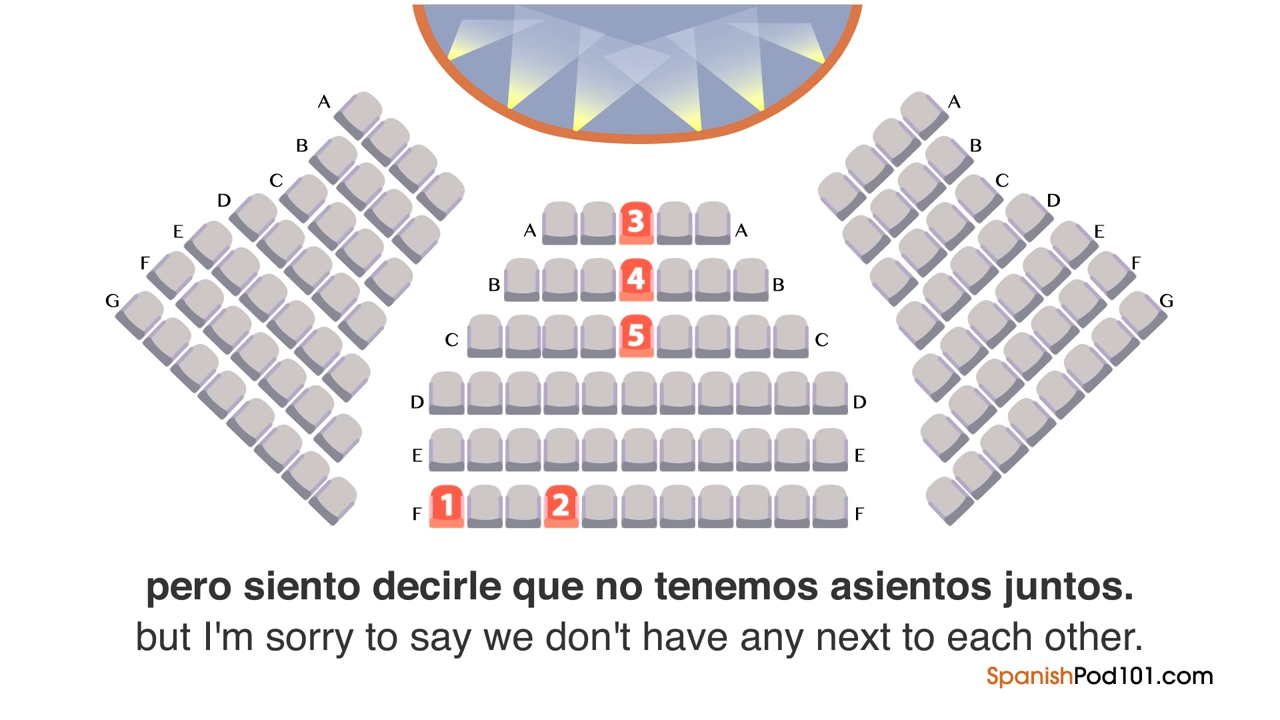 A
A
B
B
C
C
D
D
E
E
F
F
G
G
A 3 A
B 4 B
C 5 C
D D
E E
F 1 2 F
pero siento decirle que no tenemos asientos juntos.
but I'm sorry to say we don't have any next to each other.
SpanishPod101.com